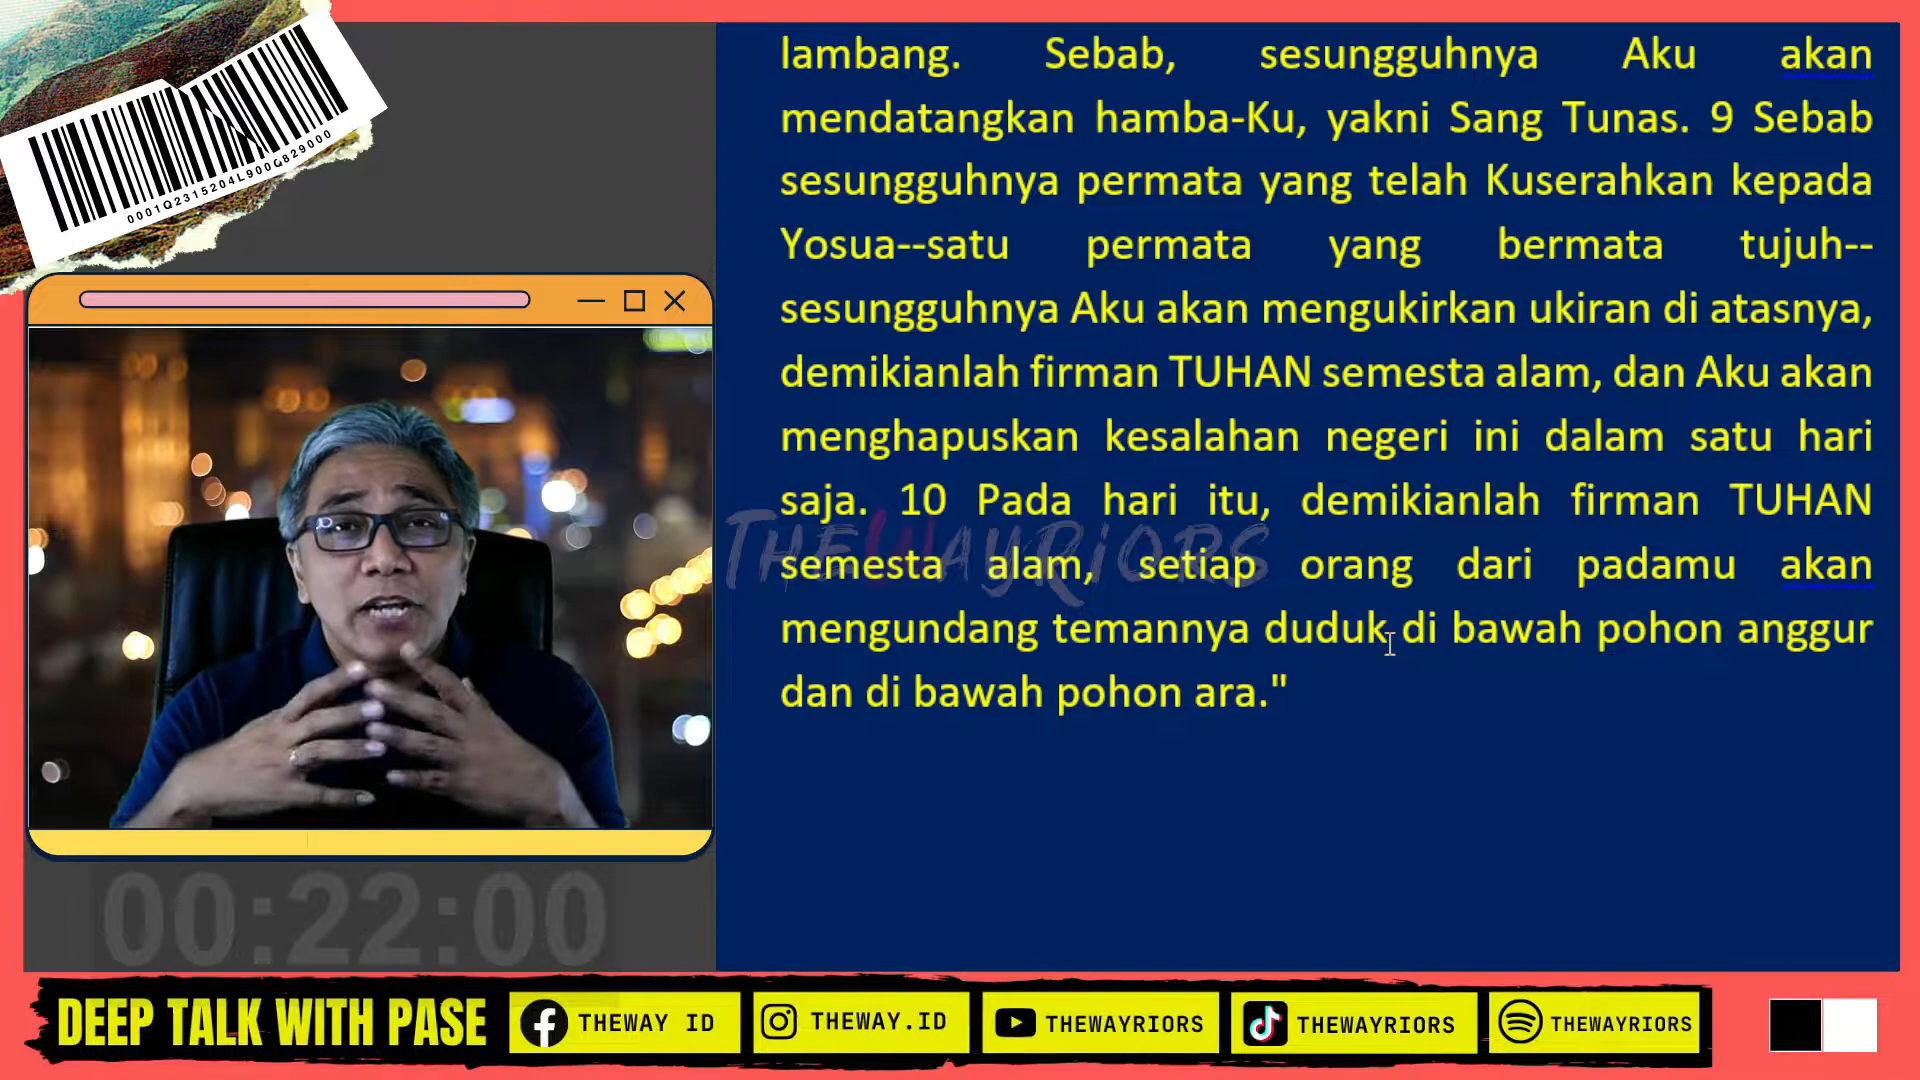 lambang. Sebab, sesungguhnya Aku akan
mendatangkan hamba-Ku, yakni Sang Tunas. 9 Sebab
sesungguhnya permata yang telah Kuserahkan kepada
Yosua--satu permata yang bermata tujuh--
sesungguhnya Aku akan mengukirkan ukiran di atasnya,
demikianlah firman TUHAN semesta alam, dan Aku akan
menghapuskan kesalahan negeri ini dalam satu hari
saja. 10 Pada hari itu, demikianlah firman TUHAN
semesta alam, setiap orang dari padamu akan
mengundang temannya duduk di bawah pohon anggur
dan di bawah pohon ara."
THEWAYRIORS
00:22:00
DEEP TALK WITH PASE
THEWAY ID
THEWAY.ID
THEWAYRIORS
THEWAYRIORS
THEWAYRIORS